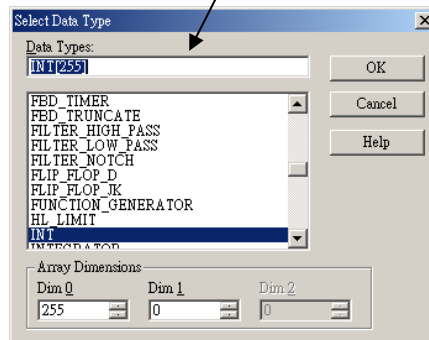 Select Data Type
Data Types:
INT[255]
OK
FBD_TIMER
FBD_TRUNCATE
FILTER_HIGH_PASS
FILTER_LOW_PASS
FILTER_NOTCH
FLIP_FLOP_D
FLIP_FLOP_JK
FUNCTION_GENERATOR
HL_LIMIT
INT
INTEGRATOR
Cancel
Help
Array Dimensions
Dim 0 Dim 1 Dim 2
255 0 0